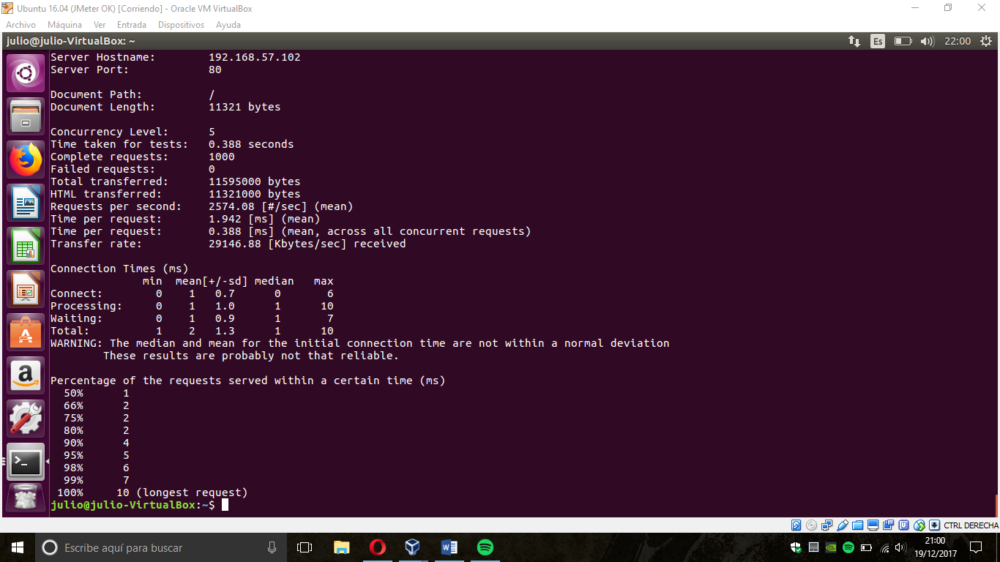 Ubuntu 16.04 (JMeter OK) [Corriendo] - Oracle VM VirtualBox
Archivo Máquina Ver Entrada Dispositivos Ayuda
julio@julio-VirtualBox: ~ Es 22:00
Server Hostname: 192.168.57.102
Server Port: 80
Document Path: /
Document Length: 11321 bytes
Concurrency Level: 5
Time taken for tests: 0.388 seconds
Complete requests: 1000
Failed requests: 0
Total transferred: 11595000 bytes
HTML transferred: 11321000 bytes
Requests per second: 2574.08 [#/sec] (mean)
Time per request: 1.942 [ms] (mean)
Time per request: 0.388 [ms] (mean, across all concurrent requests)
Transfer rate: 29146.88 [Kbytes/sec] received
Connection Times (ms)
min mean[+/-sd] median max
Connect: 0 1 0.7 0 6
Processing: 0 1 1.0 1 10
Waiting: 0 1 0.9 1 7
Total: 1 2 1.3 1 10
WARNING: The median and mean for the initial connection time are not within a normal deviation
These results are probably not that reliable.
Percentage of the requests served within a certain time (ms)
50% 1
66% 2
75% 2
80% 2
90% 4
95% 5
98% 6
99% 7
100% 10 (longest request)
julio@julio-VirtualBox:~$
CTRL DERECHA
Escribe aquí para buscar
21:00
19/12/2017